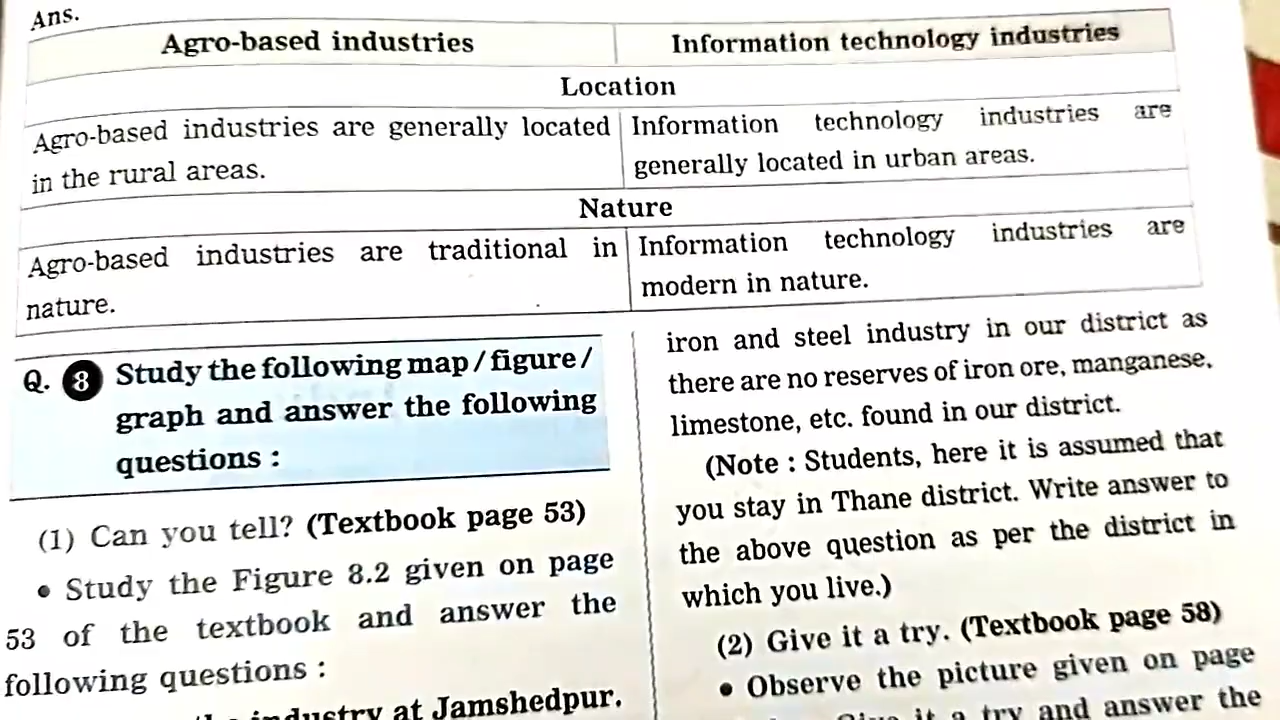 Ans.
Agro-based industries Information technology industries
Location
Agro-based industries are generally located
in the rural areas.
Information technology industries are
generally located in urban areas.
Nature
Agro-based industries are traditional in
nature.
Information technology industries are
modern in nature.
Q. 8 Study the following map/figure/
graph and answer the following
questions :
(1) Can you tell? (Textbook page 53)
• Study the Figure 8.2 given on page
53 of the textbook and answer the
following questions :
industry at Jamshedpur.
iron and steel industry in our district as
there are no reserves of iron ore, manganese,
limestone, etc. found in our district.
(Note : Students, here it is assumed that
you stay in Thane district. Write answer to
the above question as per the district in
which you live.)
(2) Give it a try. (Textbook page 58)
• Observe the picture given on page
Give it a try and answer the